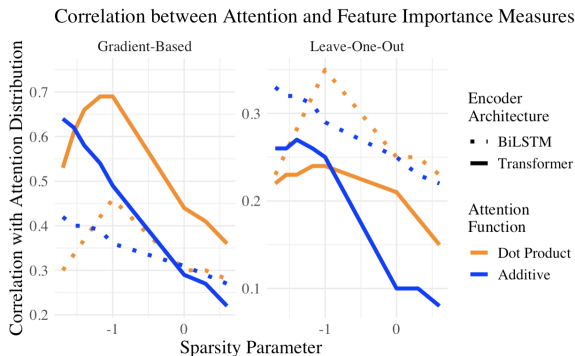 Correlation between Attention and Feature Importance Measures
Gradient-Based
Leave-One-Out
Correlation with Attention Distribution
0.7
0.6
0.5
0.4
0.3
0.2
0.3
0.2
0.1
-1
0
-1
0
Sparsity Parameter
Encoder
Architecture
BiLSTM
Transformer
Attention
Function
Dot Product
Additive